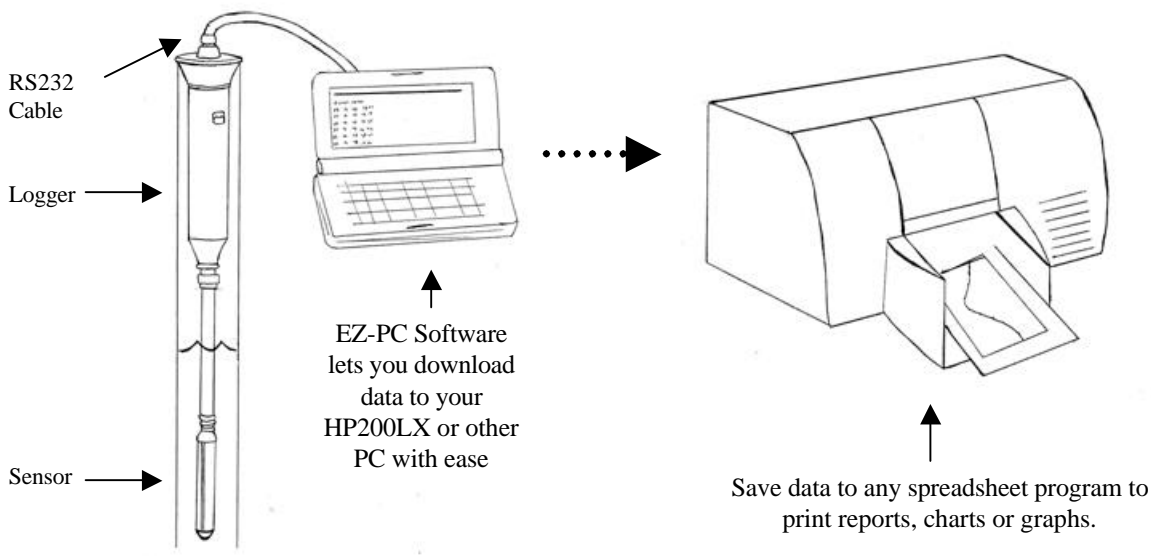 RS232
Cable
Logger
Sensor
EZ-PC Software
lets you download
data to your
HP200LX or other
PC with ease
Save data to any spreadsheet program to
print reports, charts or graphs.